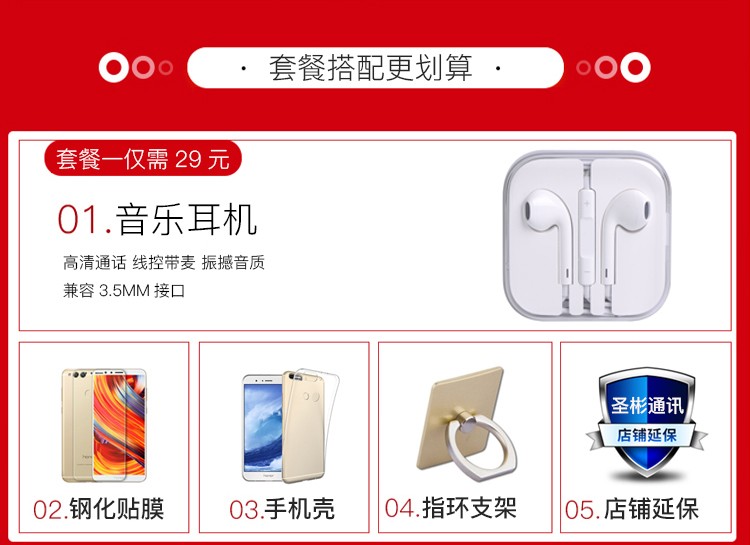 · 套餐搭配更划算 ·
套餐一仅需 29 元
01.音乐耳机
高清通话 线控带麦 振撼音质
兼容 3.5MM 接口
圣彬通讯
店铺延保
02.钢化贴膜
03.手机壳
04.指环支架
05.店铺延保